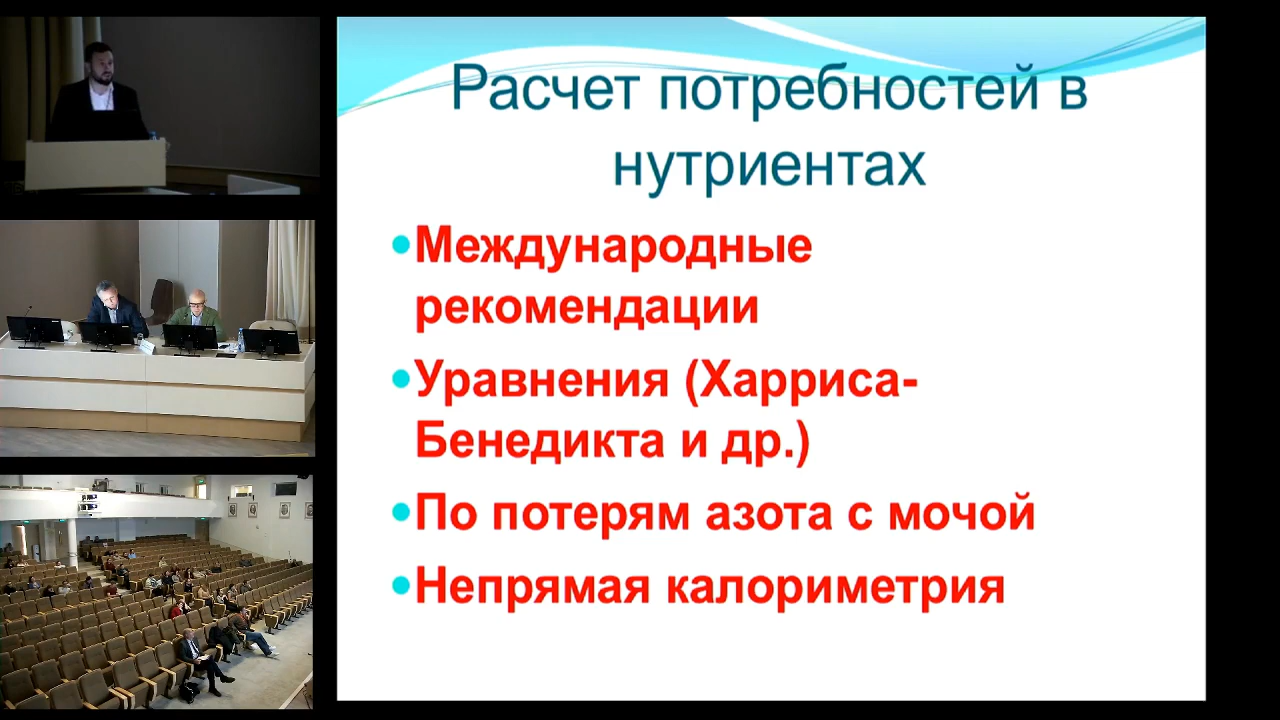 Расчет потребностей в
нутриентах
•Международные
рекомендации
•Уравнения (Харриса-
Бенедикта и др.)
•По потерям азота с мочой
•Непрямая калориметрия